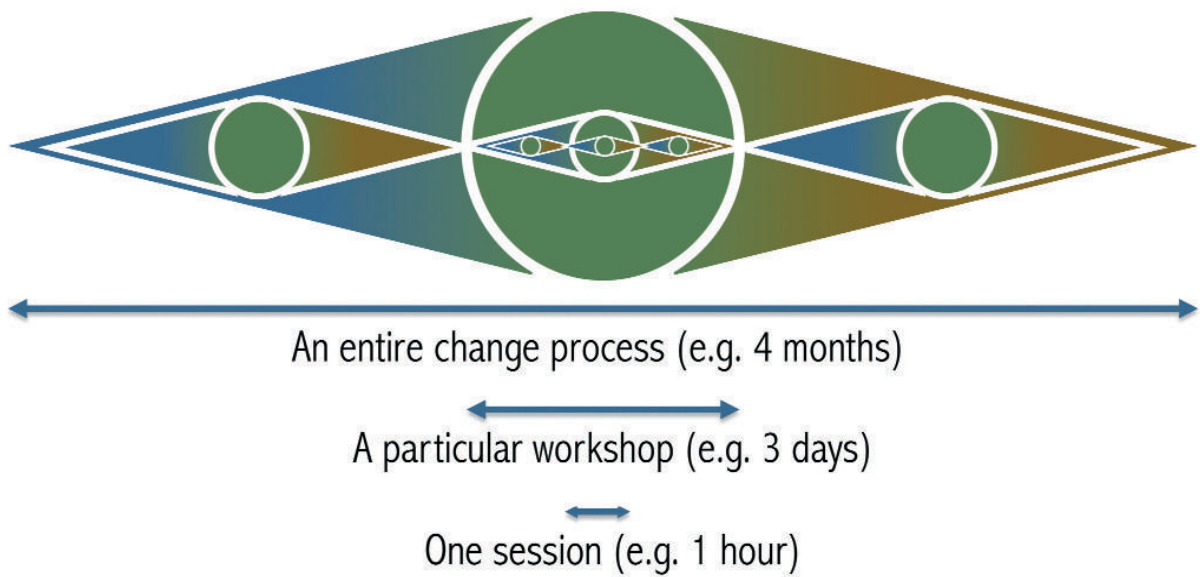 An entire change process (e.g. 4 months)
A particular workshop (e.g. 3 days)
One session (e.g. 1 hour)